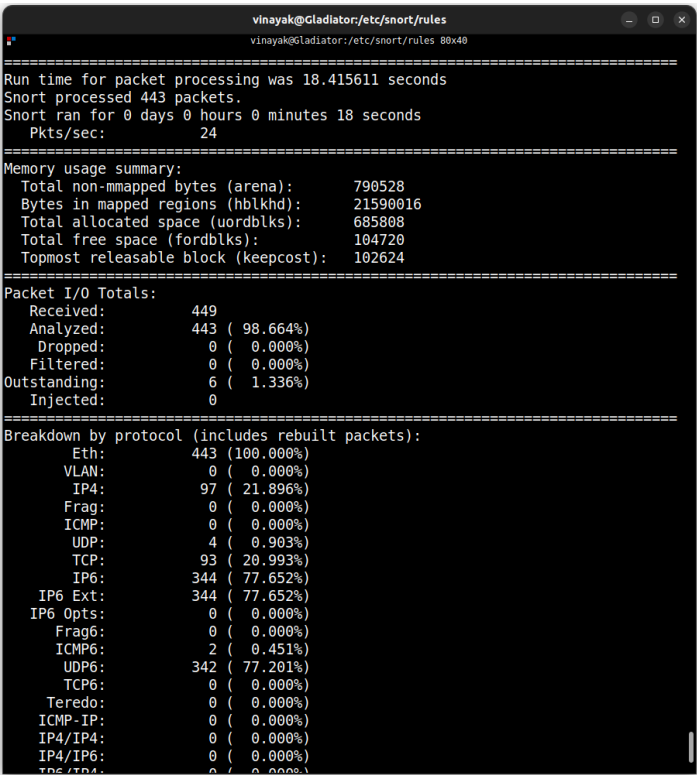 vinayak@Gladiator:/etc/snort/rules
vinayak@Gladiator:/etc/snort/rules 80x40
===============================================================================
Run time for packet processing was 18.415611 seconds
Snort processed 443 packets.
Snort ran for 0 days 0 hours 0 minutes 18 seconds
   Pkts/sec:           24
===============================================================================
Memory usage summary:
  Total non-mmapped bytes (arena):       790528
  Bytes in mapped regions (hblkhd):      21590016
  Total allocated space (uordblks):      685808
  Total free space (fordblks):           104720
  Topmost releasable block (keepcost):   102624
===============================================================================
Packet I/O Totals:
   Received:          449
   Analyzed:          443 ( 98.664%)
    Dropped:            0 (  0.000%)
   Filtered:            0 (  0.000%)
Outstanding:            6 (  1.336%)
   Injected:            0
===============================================================================
Breakdown by protocol (includes rebuilt packets):
        Eth:          443 (100.000%)
       VLAN:            0 (  0.000%)
        IP4:           97 ( 21.896%)
       Frag:            0 (  0.000%)
       ICMP:            0 (  0.000%)
        UDP:            4 (  0.903%)
        TCP:           93 ( 20.993%)
        IP6:          344 ( 77.652%)
    IP6 Ext:          344 ( 77.652%)
   IP6 Opts:            0 (  0.000%)
      Frag6:            0 (  0.000%)
      ICMP6:            2 (  0.451%)
       UDP6:          342 ( 77.201%)
       TCP6:            0 (  0.000%)
     Teredo:            0 (  0.000%)
    ICMP-IP:            0 (  0.000%)
    IP4/IP4:            0 (  0.000%)
    IP4/IP6:            0 (  0.000%)